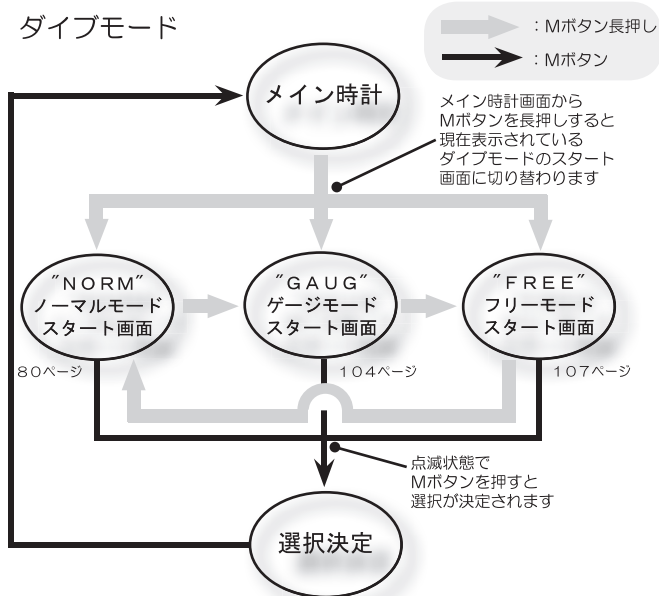 ダイブモード
：Mボタン長押し
：Mボタン
メイン時計
メイン時計画面から
Mボタンを長押しすると
現在表示されている
ダイブモードのスタート
画面に切り替わります
"NORM"
ノーマルモード
スタート画面
"GAUG"
ゲージモード
スタート画面
"FREE"
フリーモード
スタート画面
80ページ
104ページ
107ページ
点滅状態で
Mボタンを押すと
選択が決定されます
選択決定